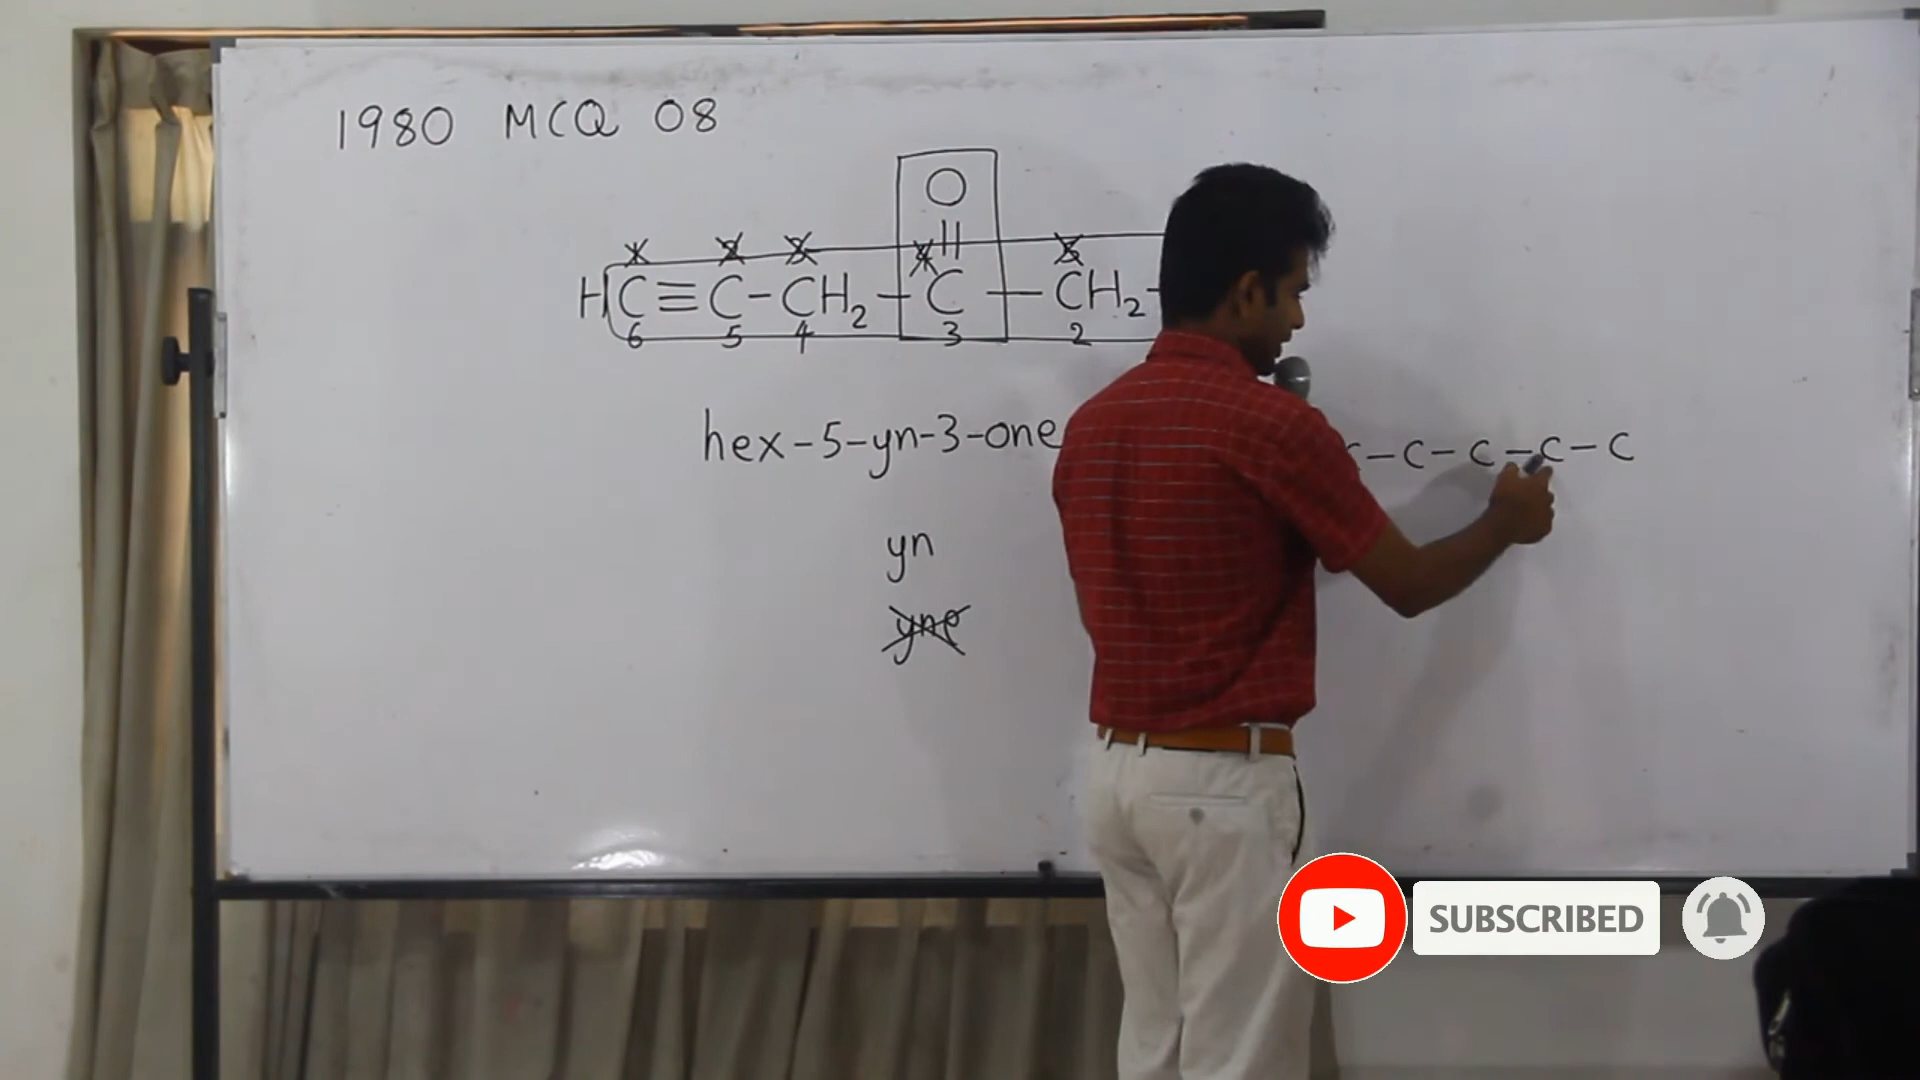 1980 MCQ 08
O
HC≡C-CH₂-C-CH₂-
6 5 4 3 2
hex-5-yn-3-one
-C-C-C-C
yn
yne
SUBSCRIBED